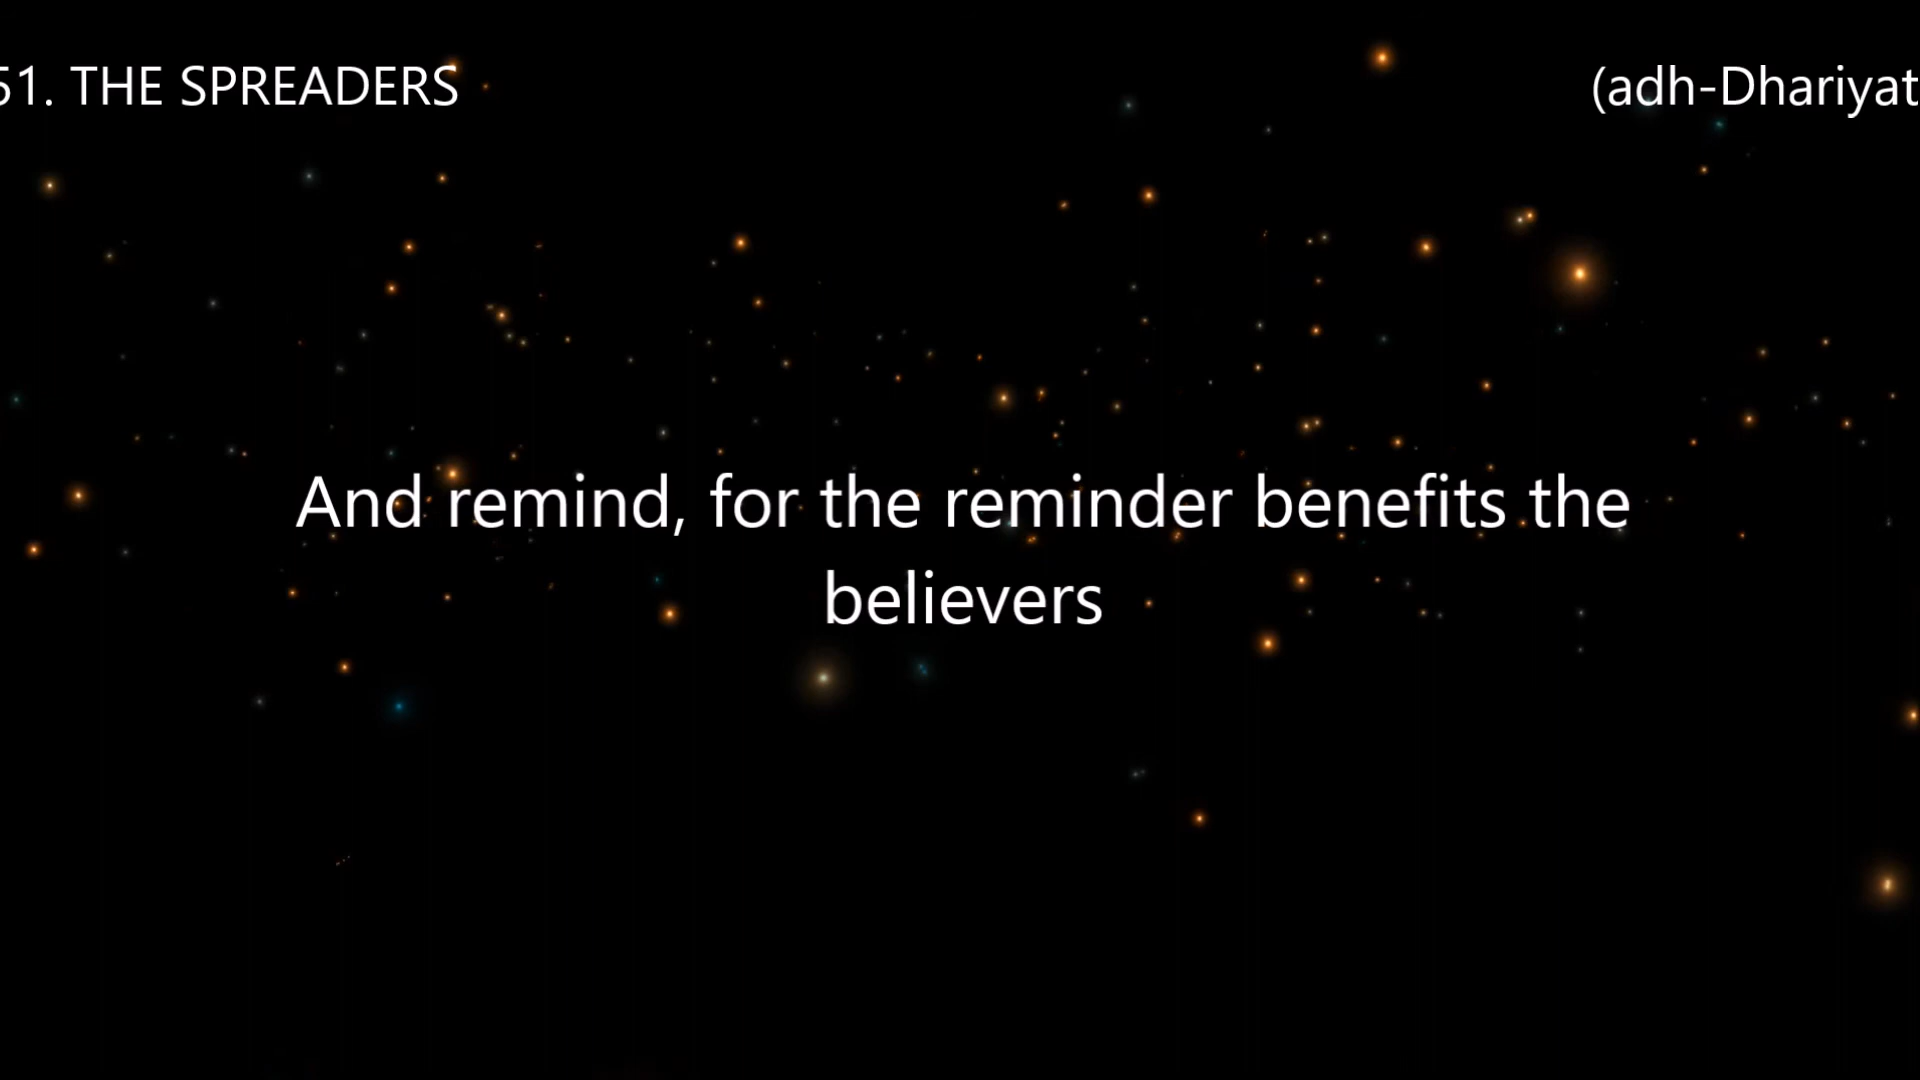 51. THE SPREADERS
(adh-Dhariyat
And remind, for the reminder benefits the
believers